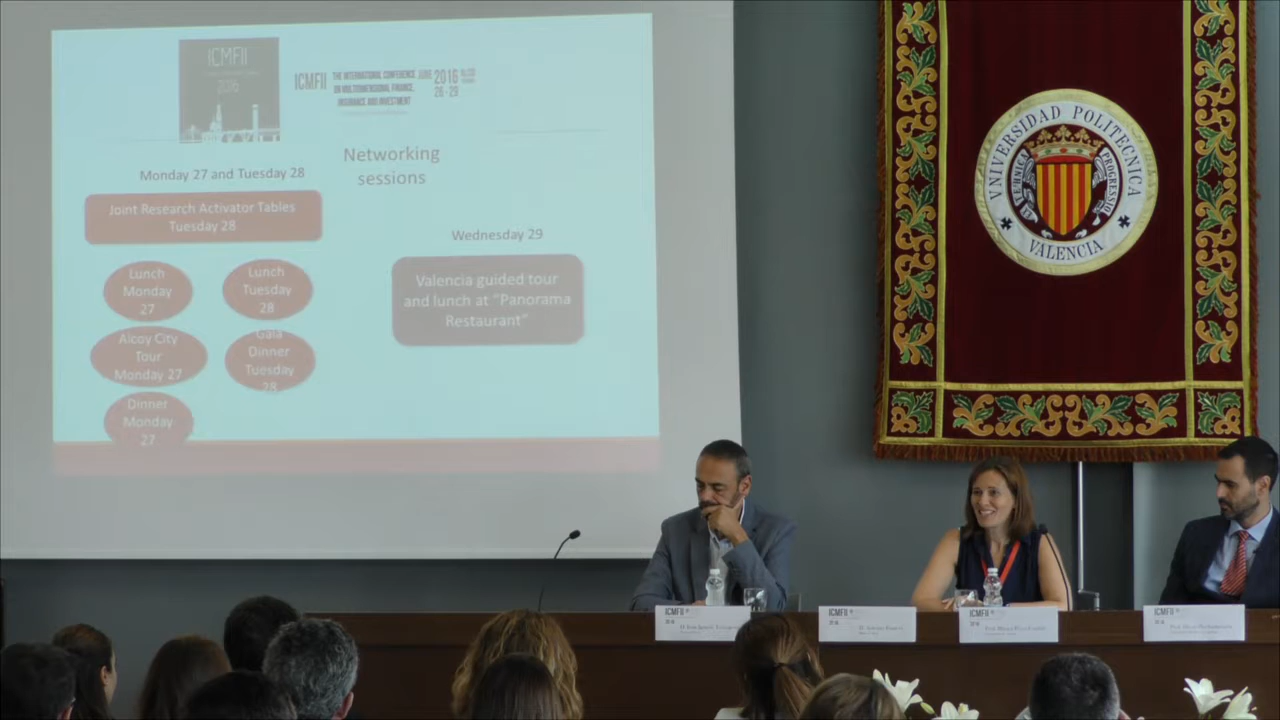 ICMFII
2016
ICMFII
THE INTERNATIONAL CONFERENCE
ON MULTIDIMENSIONAL FINANCE,
INSURANCE AND INVESTMENT
JUNE 2016
26 - 29
Networking
sessions
Monday 27 and Tuesday 28
Joint Research Activator Tables
Tuesday 28
Lunch
Monday
27
Lunch
Tuesday
28
Alcoy City
Tour
Monday 27
Gala
Dinner
Tuesday
28
Dinner
Monday
27
Wednesday 29
Valencia guided tour
and lunch at "Panorama
Restaurant"
VNIVERSIDAD POLITECNICA
VALENCIA
ICMFII
ICMFII
ICMFII
ICMFII